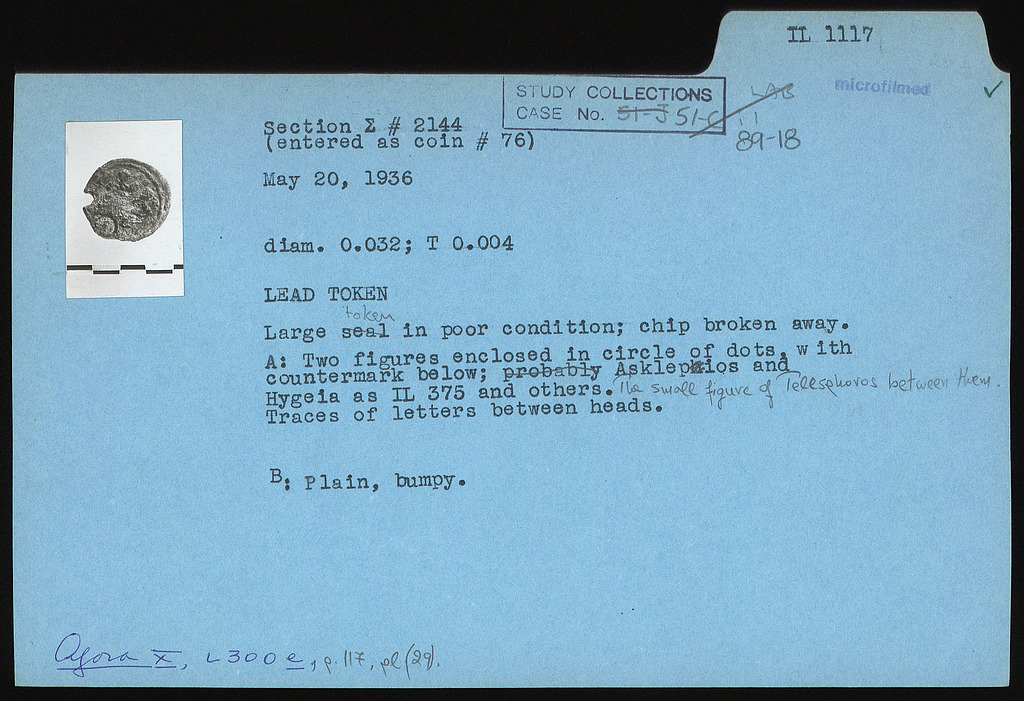 IL 1117
microfilmed ✓
STUDY COLLECTIONS
CASE No. 51-J 51-C
LAB
89-18
Section Σ # 2144
(entered as coin # 76)
May 20, 1936
diam. 0.032; T 0.004
LEAD TOKEN
token
Large seal in poor condition; chip broken away.
A: Two figures enclosed in circle of dots, with
countermark below; probably Asklepios and
Hygeia as IL 375 and others. The small figure of Telesphoros between them.
Traces of letters between heads.
B: Plain, bumpy.
Agora X, L300e, p. 117, pl (29).